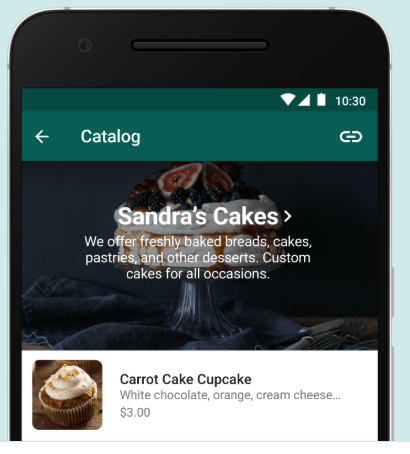 10:30
Catalog
Sandra's Cakes
We offer freshly baked breads, cakes,
pastries, and other desserts. Custom
cakes for all occasions.
Carrot Cake Cupcake
White chocolate, orange, cream cheese...
$3.00